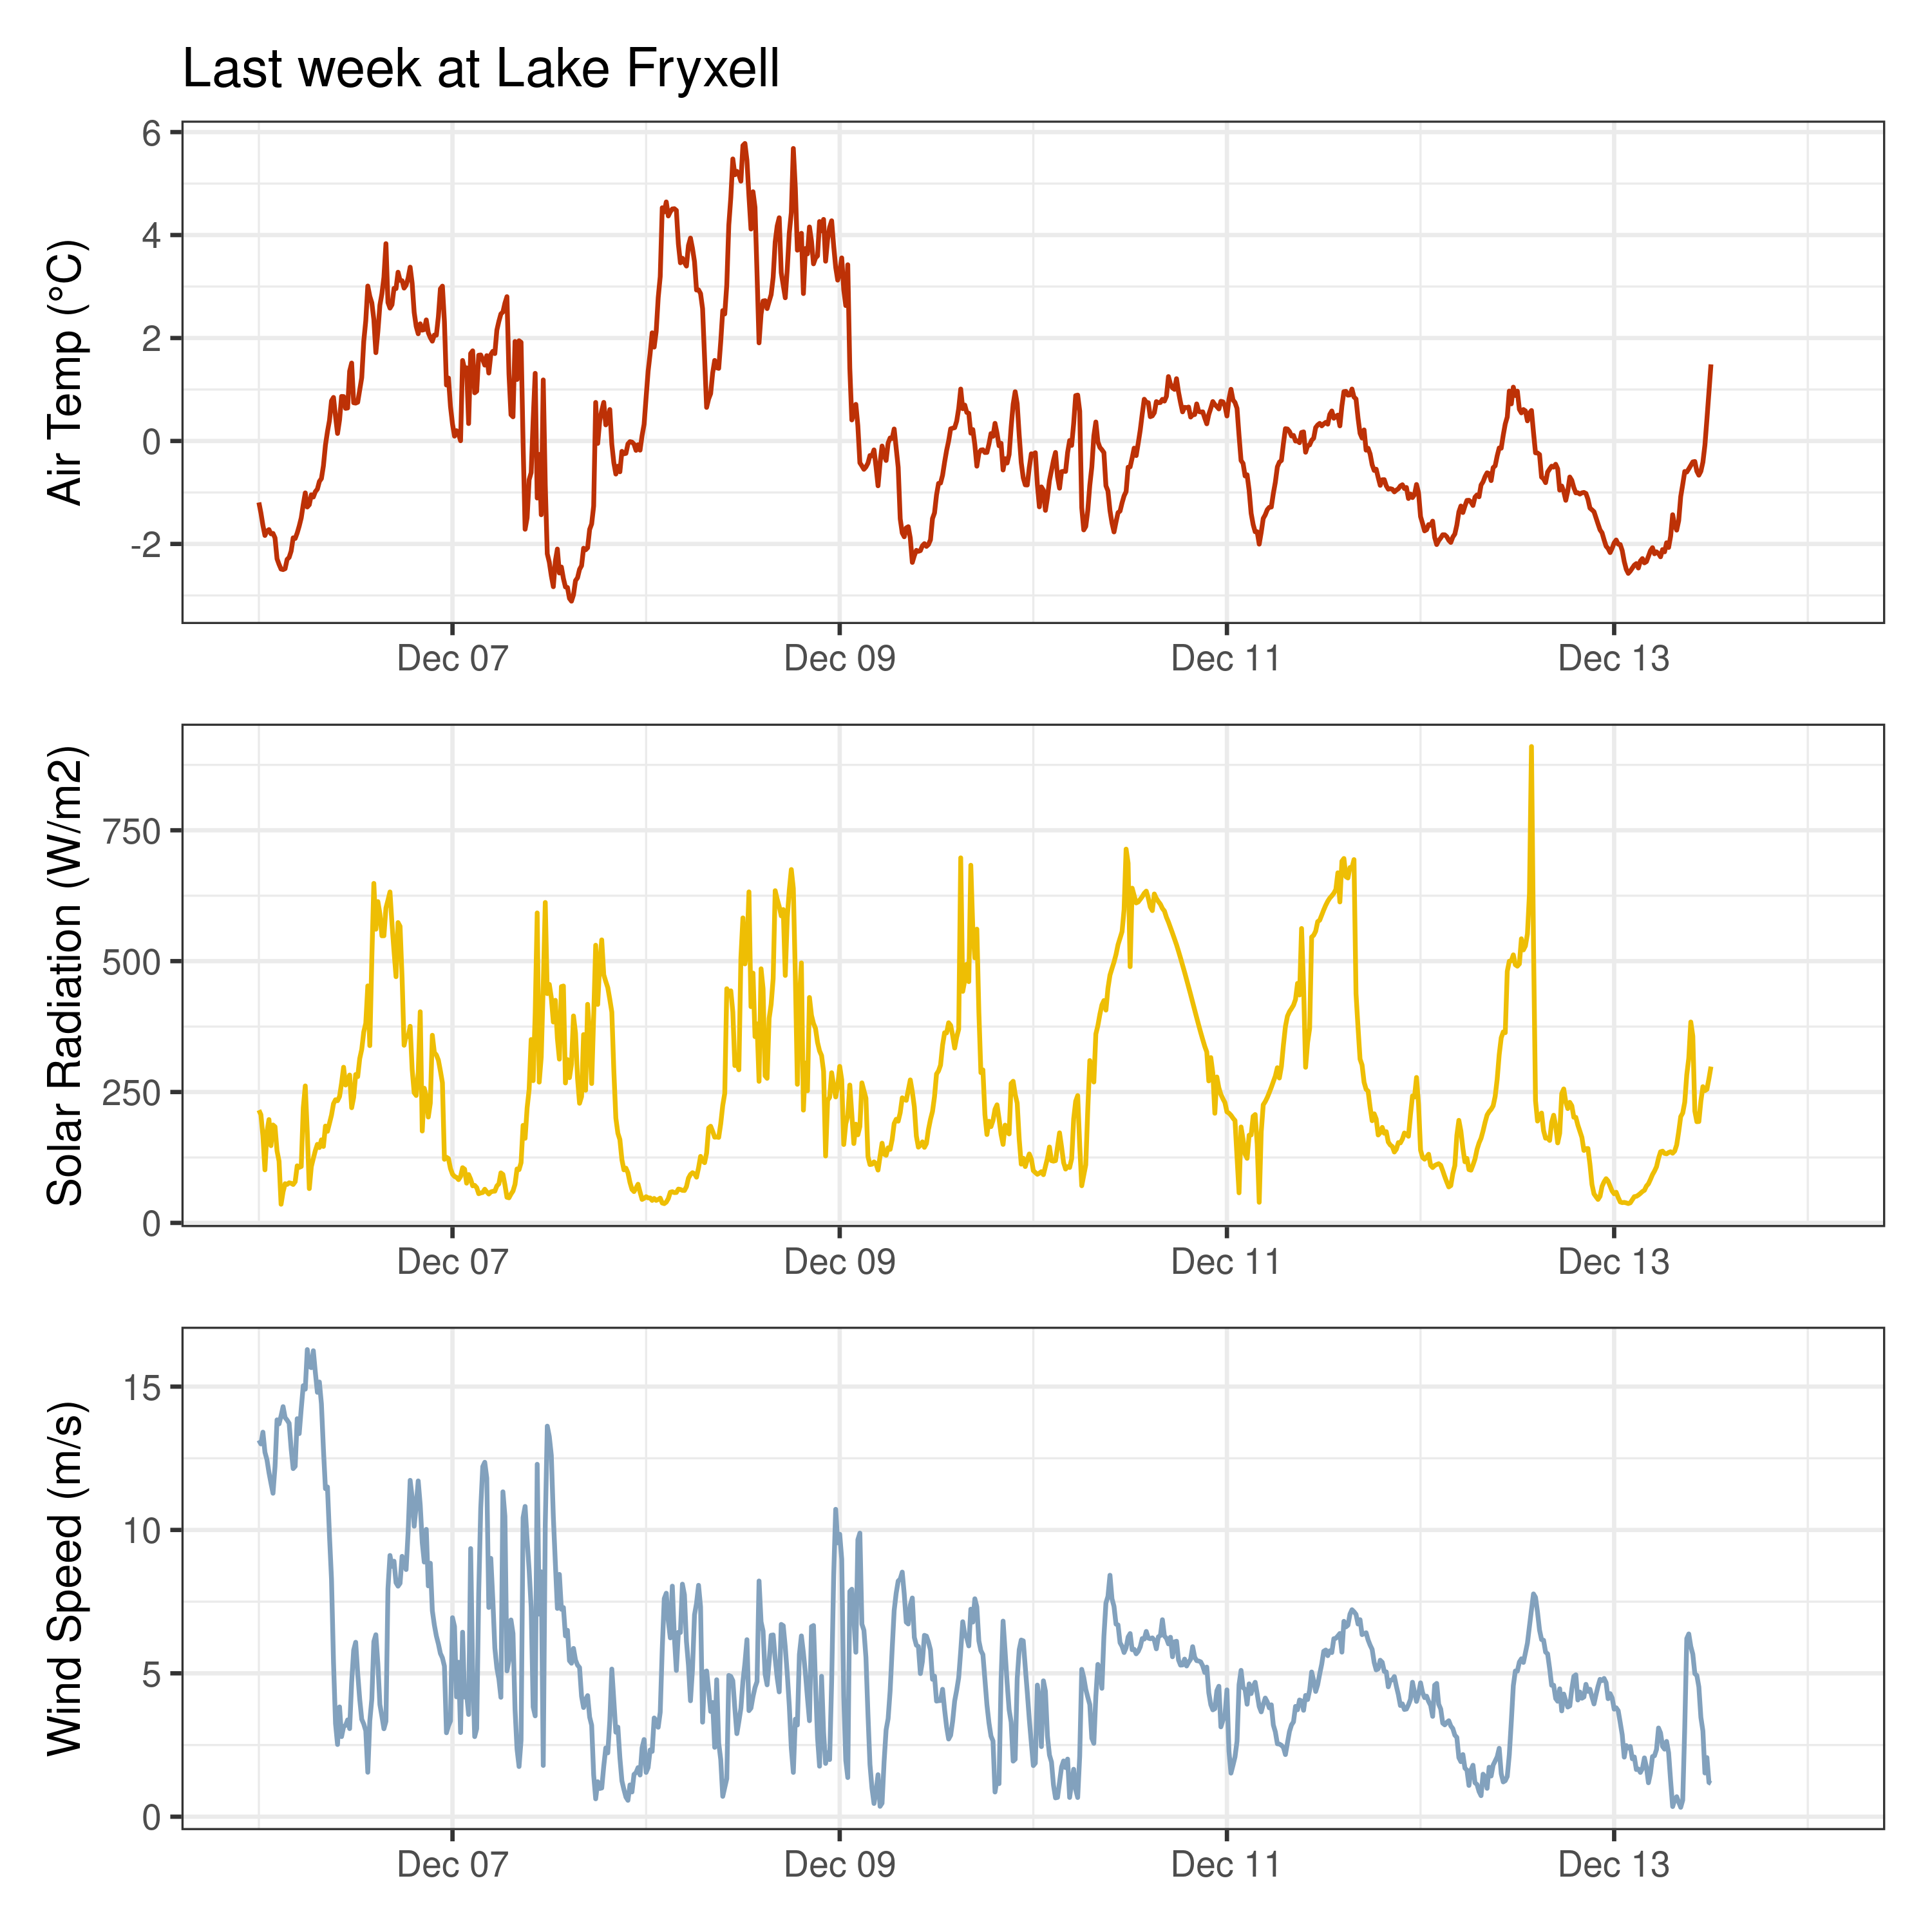 Last week at Lake Fryxell
Air Temp (°C)
6
4
2
0
-2
Dec 07 Dec 09 Dec 11 Dec 13
Solar Radiation (W/m2)
750
500
250
0
Dec 07 Dec 09 Dec 11 Dec 13
Wind Speed (m/s)
15
10
5
0
Dec 07 Dec 09 Dec 11 Dec 13